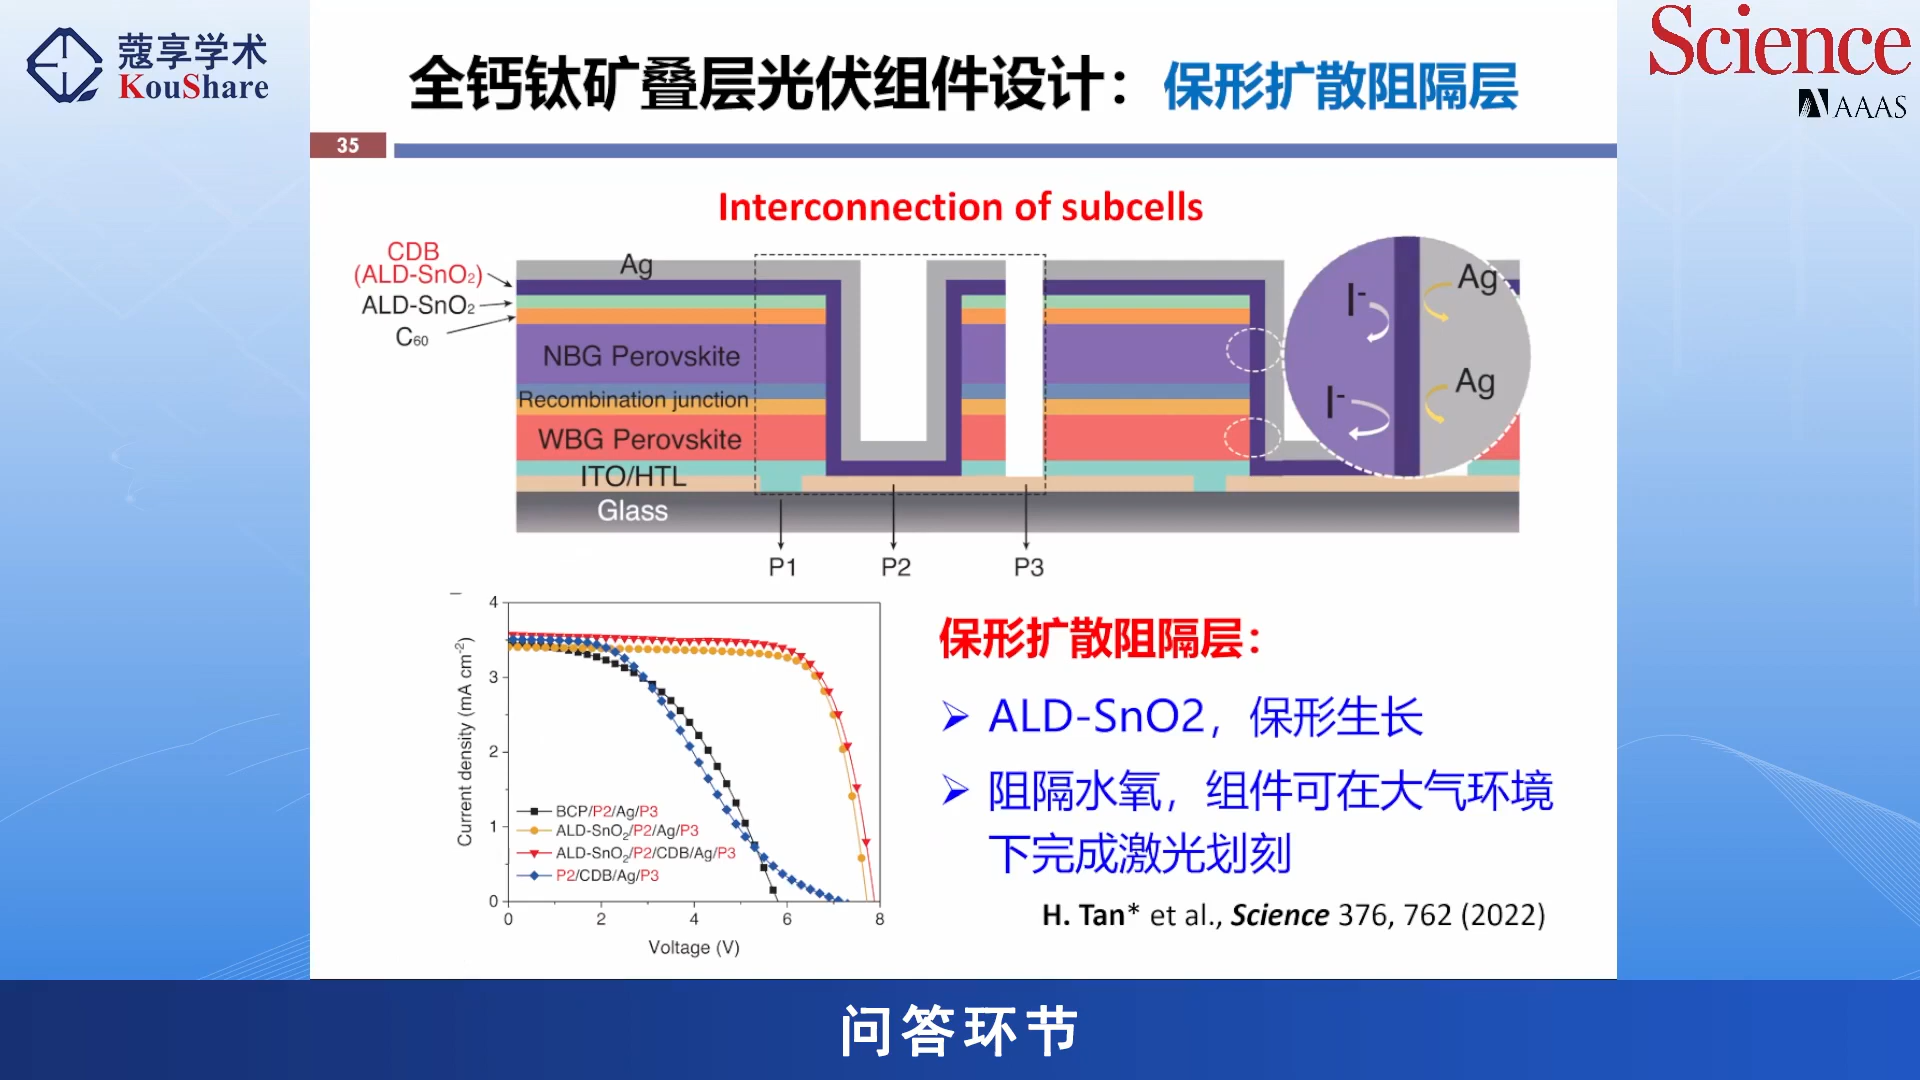 蔻享学术
KouShare
全钙钛矿叠层光伏组件设计：保形扩散阻隔层
Science
AAAS
35
Interconnection of subcells
CDB
(ALD-SnO₂)
ALD-SnO₂
C₆₀
Ag
NBG Perovskite
Recombination junction
WBG Perovskite
ITO/HTL
Glass
P1
P2
P3
I⁻
Ag
I⁻
Ag
4
3
2
1
0
Current density (mA cm⁻²)
BCP/P2/Ag/P3
ALD-SnO₂/P2/Ag/P3
ALD-SnO₂/P2/CDB/Ag/P3
P2/CDB/Ag/P3
0 2 4 6 8
Voltage (V)
保形扩散阻隔层：
ALD-SnO2，保形生长
阻隔水氧，组件可在大气环境
下完成激光划刻
H. Tan* et al., Science 376, 762 (2022)
问答环节